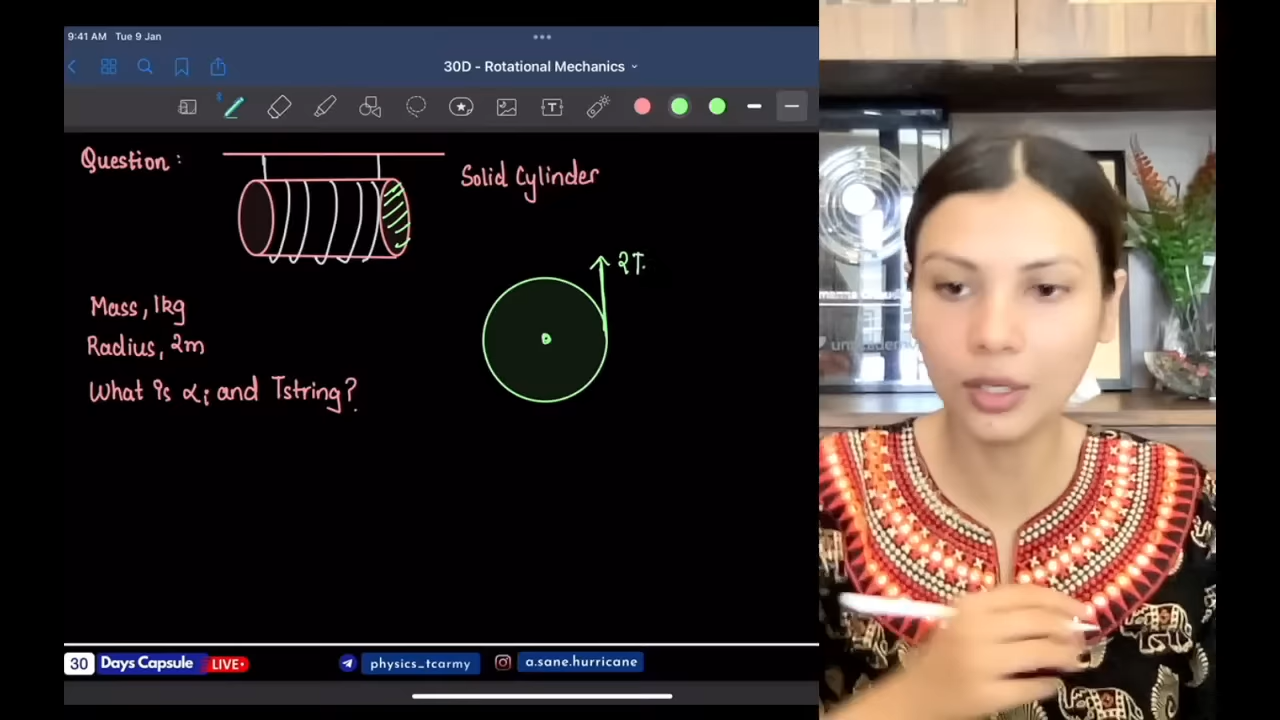 9:41 AM Tue 9 Jan
30D - Rotational Mechanics
Question :
Solid Cylinder
2T.
Mass, 1kg
Radius, 2m
What is α; and Tstring?
30 Days Capsule LIVE
physics_tcarmy
a.sane.hurricane